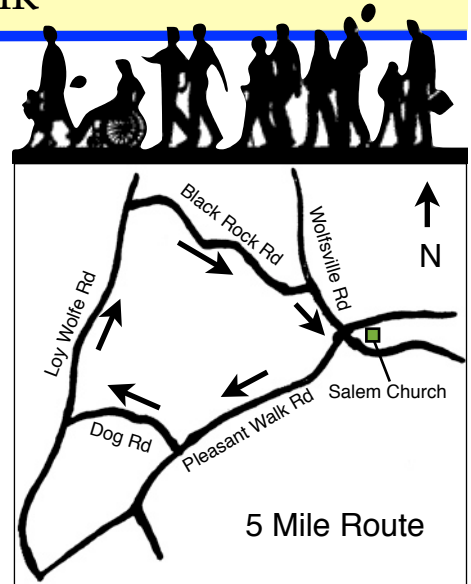 Black Rock Rd
Wolfsville Rd
N
Loy Wolfe Rd
Salem Church
Dog Rd
Pleasant Walk Rd
5 Mile Route